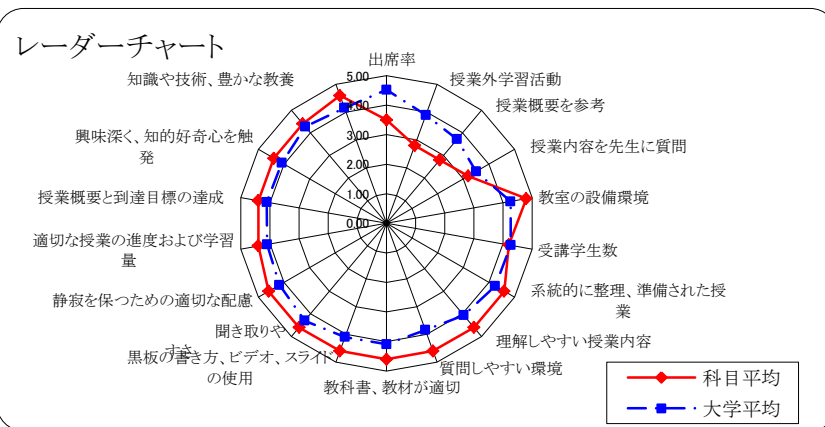 レーダーチャート
出席率
授業外学習活動
授業概要を参考
授業内容を先生に質問
教室の設備環境
受講学生数
系統的に整理、準備された授
業
理解しやすい授業内容
質問しやすい環境
教科書、教材が適切
黒板の書き方、ビデオ、スライド
の使用
聞き取りや
すさ
静寂を保つための適切な配慮
適切な授業の進度および学習
量
授業概要と到達目標の達成
興味深く、知的好奇心を触
発
知識や技術、豊かな教養
5.00
4.00
3.00
2.00
1.00
0.00
科目平均
大学平均